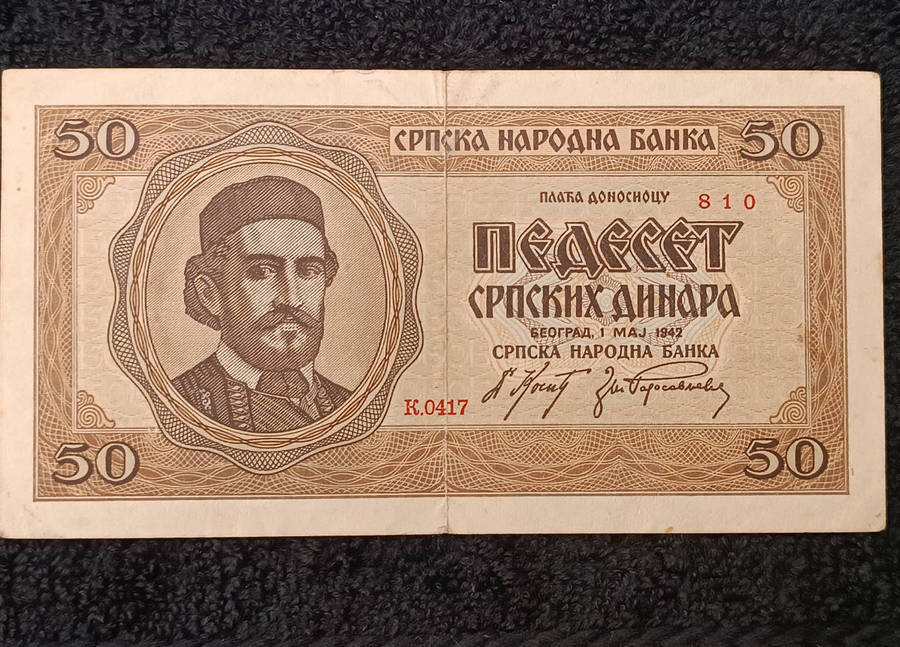 50 СРПСКА НАРОДНА БАНКА 50
ПЛАЋА ДОНОСИОЦУ 810
ПЕДЕСЕТ
СРПСКИХ ДИНАРА
БЕОГРАД, 1 МАЈ 1942
СРПСКА НАРОДНА БАНКА
К.0417
50 50